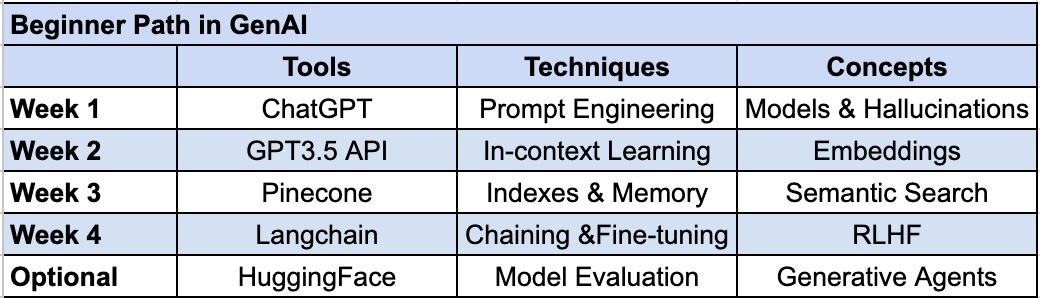 Beginner Path in GenAI
Tools Techniques Concepts
Week 1 ChatGPT Prompt Engineering Models & Hallucinations
Week 2 GPT3.5 API In-context Learning Embeddings
Week 3 Pinecone Indexes & Memory Semantic Search
Week 4 Langchain Chaining &Fine-tuning RLHF
Optional HuggingFace Model Evaluation Generative Agents